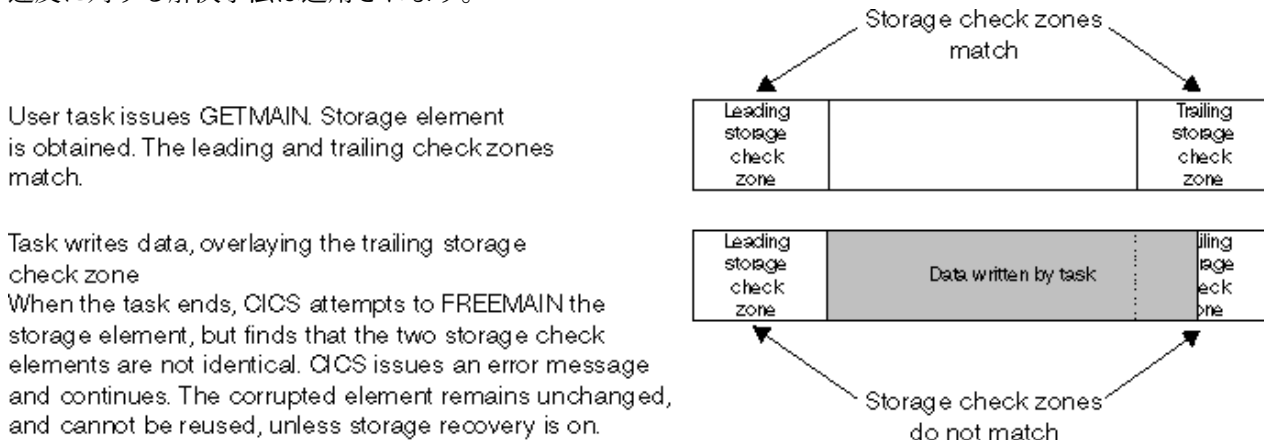 Storage check zones
match
User task issues GETMAIN. Storage element
is obtained. The leading and trailing check zones
match.
Leading
storage
check
zone
Trailing
storage
check
zone
Task writes data, overlaying the trailing storage
check zone
When the task ends, CICS attempts to FREEMAIN the
storage element, but finds that the two storage check
elements are not identical. CICS issues an error message
and continues. The corrupted element remains unchanged,
and cannot be reused, unless storage recovery is on.
Leading
storage
check
zone
Data written by task
iling
rage
eck
one
Storage check zones
do not match